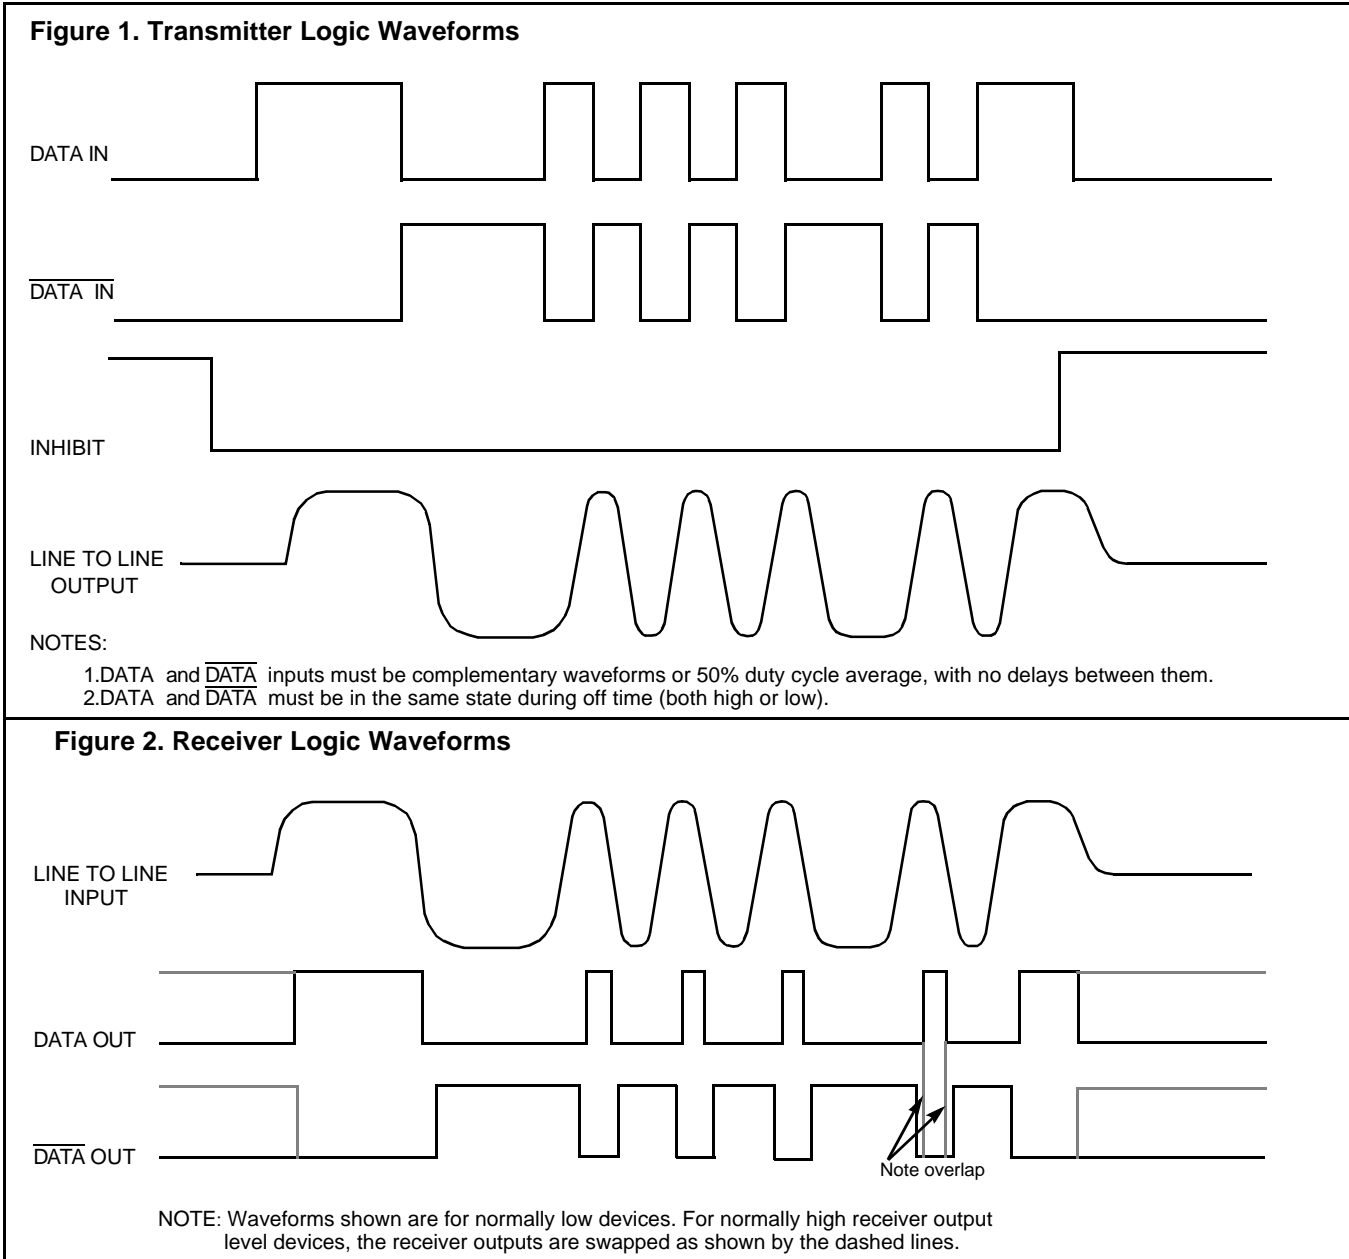 Figure 1. Transmitter Logic Waveforms
DATA IN
DATA IN
INHIBIT
LINE TO LINE
OUTPUT
NOTES:
1.DATA and DATA inputs must be complementary waveforms or 50% duty cycle average, with no delays between them.
2.DATA and DATA must be in the same state during off time (both high or low).
Figure 2. Receiver Logic Waveforms
LINE TO LINE
INPUT
DATA OUT
DATA OUT
Note overlap
NOTE: Waveforms shown are for normally low devices. For normally high receiver output
level devices, the receiver outputs are swapped as shown by the dashed lines.